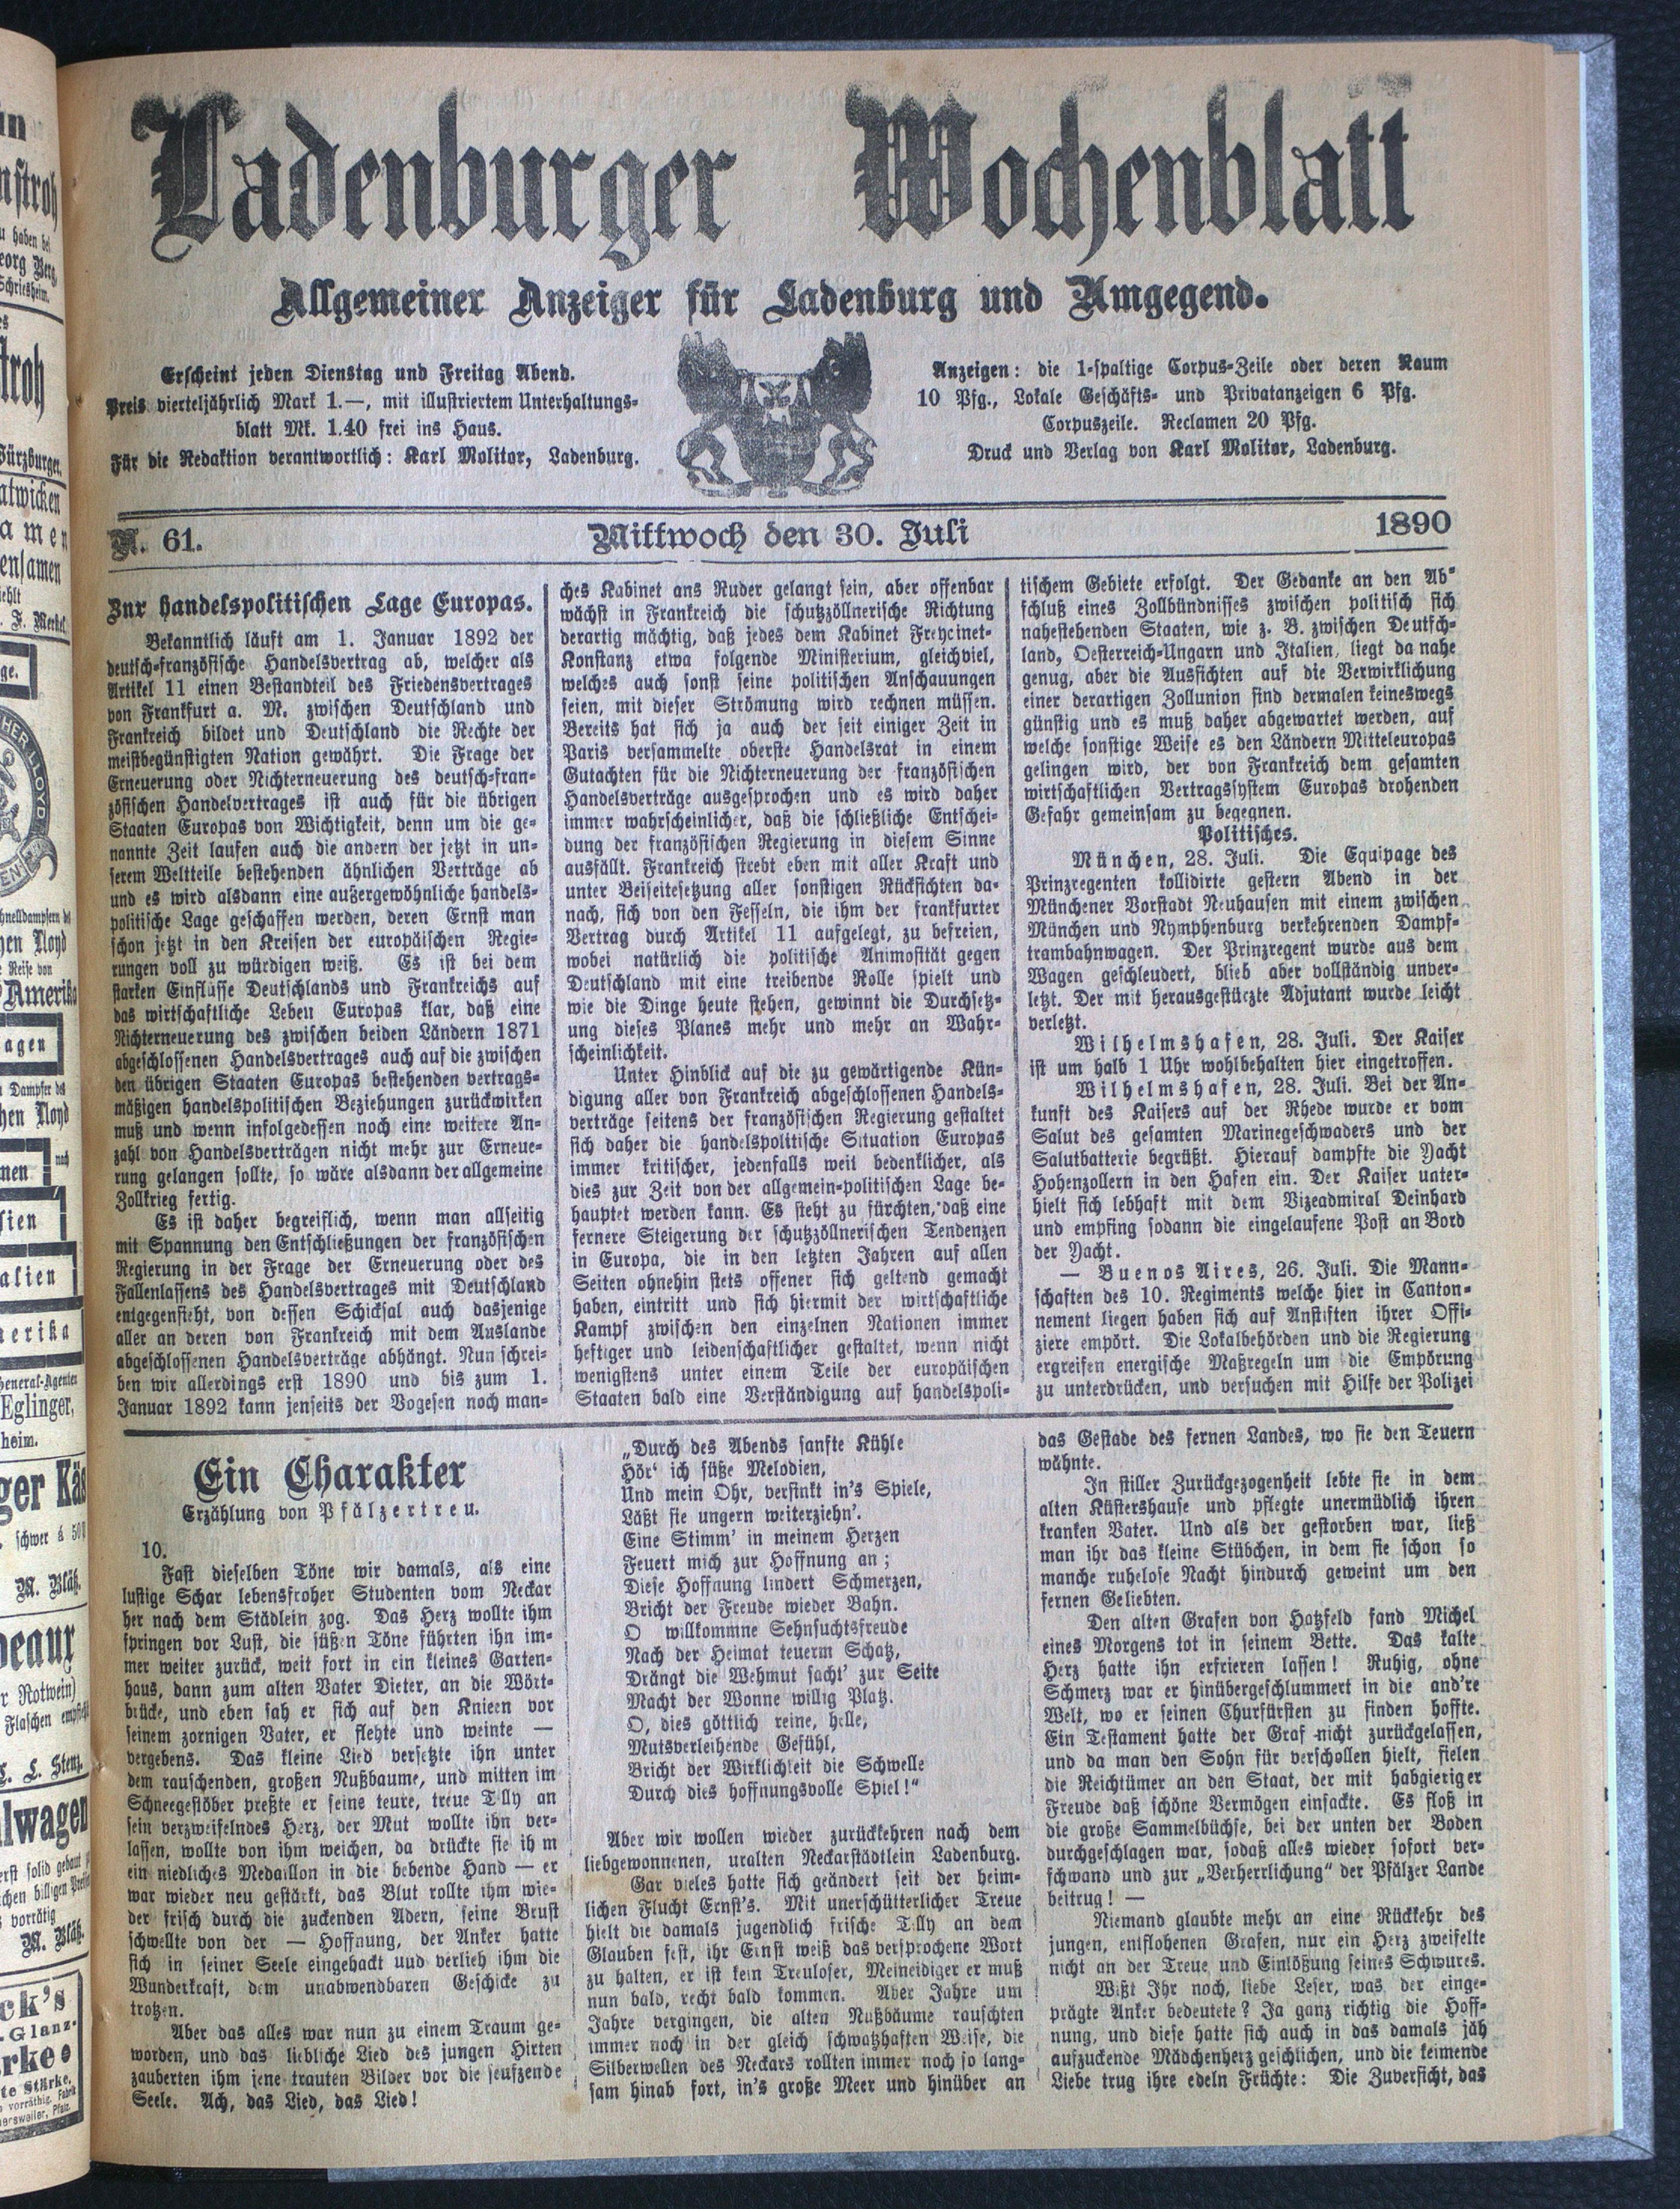 Ladenburger Wochenblatt
Allgemeiner Anzeiger für Ladenburg und Umgegend.
Erscheint jeden Dienstag und Freitag Abend.
Preis vierteljährlich Mark 1.—, mit illustriertem Unterhaltungs-
blatt Mk. 1.40 frei ins Haus.
Für die Redaktion verantwortlich: Karl Molitor, Ladenburg.
Anzeigen: die 1-spaltige Corpus-Zeile oder deren Raum
10 Pfg., Lokale Geschäfts- und Privatanzeigen 6 Pfg.
Corpuszeile. Reclamen 20 Pfg.
Druck und Verlag von Karl Molitor, Ladenburg.
N. 61.
Mittwoch den 30. Juli
1890
Zur handelspolitischen Lage Europas.
Bekanntlich läuft am 1. Januar 1892 der
deutsch-französische Handelsvertrag ab, welcher als
Artikel 11 einen Bestandteil des Friedensvertrages
von Frankfurt a. M. zwischen Deutschland und
Frankreich bildet und Deutschland die Rechte der
meistbegünstigten Nation gewährt. Die Frage der
Erneuerung oder Nichterneuerung des deutsch-fran-
zösischen Handelvertrages ist auch für die übrigen
Staaten Europas von Wichtigkeit, denn um die ge-
nannte Zeit laufen auch die andern der jetzt in un-
serem Weltteile bestehenden ähnlichen Verträge ab
und es wird alsdann eine außergewöhnliche handels-
politische Lage geschaffen werden, deren Ernst man
schon jetzt in den Kreisen der europäischen Regie-
rungen voll zu würdigen weiß. Es ist bei dem
starken Einflusse Deutschlands und Frankreichs auf
das wirtschaftliche Leben Europas klar, daß eine
Nichterneuerung des zwischen beiden Ländern 1871
abgeschlossenen Handelsvertrages auch auf die zwischen
den übrigen Staaten Europas bestehenden vertrags-
mäßigen handelspolitischen Beziehungen zurückwirken
muß und wenn infolgedessen noch eine weitere An-
zahl von Handelsverträgen nicht mehr zur Erneue-
rung gelangen sollte, so wäre alsdann der allgemeine
Zollkrieg fertig.
Es ist daher begreiflich, wenn man allseitig
mit Spannung den Entschließungen der französischen
Regierung in der Frage der Erneuerung oder des
Fallenlassens des Handelsvertrages mit Deutschland
entgegensieht, von dessen Schicksal auch dasjenige
aller an deren von Frankreich mit dem Auslande
abgeschlossenen Handelsverträge abhängt. Nun schrei-
ben wir allerdings erst 1890 und bis zum 1.
Januar 1892 kann jenseits der Vogesen noch man-
ches Kabinet ans Ruder gelangt sein, aber offenbar
wächst in Frankreich die schutzzöllnerische Richtung
derartig mächtig, daß jedes dem Kabinet Freycinet-
Konstanz etwa folgende Ministerium, gleichviel,
welches auch sonst seine politischen Anschauungen
seien, mit dieser Strömung wird rechnen müssen.
Bereits hat sich ja auch der seit einiger Zeit in
Paris versammelte oberste Handelsrat in einem
Gutachten für die Nichterneuerung der französischen
Handelsverträge ausgesprochen und es wird daher
immer wahrscheinlicher, daß die schließliche Entschei-
dung der französischen Regierung in diesem Sinne
ausfällt. Frankreich strebt eben mit aller Kraft und
unter Beiseitesetzung aller sonstigen Rücksichten da-
nach, sich von den Fesseln, die ihm der frankfurter
Vertrag durch Artikel 11 aufgelegt, zu befreien,
wobei natürlich die politische Animosität gegen
Deutschland mit eine treibende Rolle spielt und
wie die Dinge heute stehen, gewinnt die Durchsetz-
ung dieses Planes mehr und mehr an Wahr-
scheinlichkeit.
Unter Hinblick auf die zu gewärtigende Kün-
digung aller von Frankreich abgeschlossenen Handels-
verträge seitens der französischen Regierung gestaltet
sich daher die handelspolitische Situation Europas
immer kritischer, jedenfalls weit bedenklicher, als
dies zur Zeit von der allgemein-politischen Lage be-
hauptet werden kann. Es steht zu fürchten, daß eine
fernere Steigerung der schutzzöllnerischen Tendenzen
in Europa, die in den letzten Jahren auf allen
Seiten ohnehin stets offener sich geltend gemacht
haben, eintritt und sich hiermit der wirtschaftliche
Kampf zwischen den einzelnen Nationen immer
heftiger und leidenschaftlicher gestaltet, wenn nicht
wenigstens unter einem Teile der europäischen
Staaten bald eine Verständigung auf handelspoli-
tischem Gebiete erfolgt. Der Gedanke an den Ab-
schluß eines Zollbündnisses zwischen politisch sich
nahestehenden Staaten, wie z. B. zwischen Deutsch-
land, Oesterreich-Ungarn und Italien, liegt da nahe
genug, aber die Aussichten auf die Verwirklichung
einer derartigen Zollunion sind dermalen keineswegs
günstig und es muß daher abgewartet werden, auf
welche sonstige Weise es den Ländern Mitteleuropas
gelingen wird, der von Frankreich dem gesamten
wirtschaftlichen Vertragssystem Europas drohenden
Gefahr gemeinsam zu begegnen.
Politisches.
München, 28. Juli. Die Equipage des
Prinzregenten kollidirte gestern Abend in der
Münchener Vorstadt Neuhausen mit einem zwischen
München und Nymphenburg verkehrenden Dampf-
trambahnwagen. Der Prinzregent wurde aus dem
Wagen geschleudert, blieb aber vollständig unver-
letzt. Der mit herausgestürzte Adjutant wurde leicht
verletzt.
Wilhelmshafen, 28. Juli. Der Kaiser
ist um halb 1 Uhr wohlbehalten hier eingetroffen.
Wilhelmshafen, 28. Juli. Bei der An-
kunft des Kaisers auf der Rhede wurde er vom
Salut des gesamten Marinegeschwaders und der
Salutbatterie begrüßt. Hierauf dampfte die Yacht
Hohenzollern in den Hafen ein. Der Kaiser unter-
hielt sich lebhaft mit dem Vizeadmiral Deinhard
und empfing sodann die eingelaufene Post an Bord
der Yacht.
— Buenos Aires, 26. Juli. Die Mann-
schaften des 10. Regiments welche hier in Canton-
nement liegen haben sich auf Anstiften ihrer Offi-
ziere empört. Die Lokalbehörden und die Regierung
ergreifen energische Maßregeln um die Empörung
zu unterdrücken, und versuchen mit Hilfe der Polizei
Ein Charakter
Erzählung von Pfälzertreu.
10.
Fast dieselben Töne wir damals, als eine
lustige Schar lebensfroher Studenten vom Neckar
her nach dem Städlein zog. Das Herz wollte ihm
springen vor Lust, die süßen Töne führten ihn im-
mer weiter zurück, weit fort in ein kleines Garten-
haus, dann zum alten Vater Dieter, an die Wört-
brücke, und eben sah er sich auf den Knieen vor
seinem zornigen Vater, er flehte und weinte —
vergebens. Das kleine Lied versetzte ihn unter
dem rauschenden, großen Nußbaume, und mitten im
Schneegestöber preßte er seine teure, treue Tilly an
sein verzweifelndes Herz, der Mut wollte ihn ver-
lassen, wollte von ihm weichen, da drückte sie ihm
ein niedliches Medaillon in die bebende Hand — er
war wieder neu gestärkt, das Blut rollte ihm wie-
der frisch durch die zuckenden Adern, seine Brust
schwellte von der — Hoffnung, der Anker hatte
sich in seiner Seele eingehackt und verlieh ihm die
Wunderkraft, dem unabwendbaren Geschicke zu
trotzen.
Aber das alles war nun zu einem Traum ge-
worden, und das liebliche Lied des jungen Hirten
zauberten ihm jene trauten Bilder vor die seufzende
Seele. Ach, das Lied, das Lied!
„Durch des Abends sanfte Kühle
Hör' ich süße Melodien,
Und mein Ohr, versinkt in's Spiele,
Läßt sie ungern weiterziehn'.
Eine Stimm' in meinem Herzen
Feuert mich zur Hoffnung an;
Diese Hoffnung lindert Schmerzen,
Bricht der Freude wieder Bahn.
O willkommne Sehnsuchtsfreude
Nach der Heimat teuerm Schatz,
Drängt die Wehmut sacht' zur Seite
Macht der Wonne willig Platz.
O, dies göttlich reine, helle,
Mutsverleihende Gefühl,
Bricht der Wirklichkeit die Schwelle
Durch dies hoffnungsvolle Spiel!"
Aber wir wollen wieder zurückkehren nach dem
liebgewonnenen, uralten Neckarstädtlein Ladenburg.
Gar vieles hatte sich geändert seit der heim-
lichen Flucht Ernst's. Mit unerschütterlicher Treue
hielt die damals jugendlich frische Tilly an dem
Glauben fest, ihr Ernst weiß das versprochene Wort
zu halten, er ist kein Treuloser, Meineidiger er muß
nun bald, recht bald kommen. Aber Jahre um
Jahre vergingen, die alten Nußbäume rauschten
immer noch in der gleich schwatzhaften Weise, die
Silberwellen des Neckars rollten immer noch so lang-
sam hinab fort, in's große Meer und hinüber an
das Gestade des fernen Landes, wo sie den Teuern
wähnte.
In stiller Zurückgezogenheit lebte sie in dem
alten Küstershause und pflegte unermüdlich ihren
kranken Vater. Und als der gestorben war, ließ
man ihr das kleine Stübchen, in dem sie schon so
manche ruhelose Nacht hindurch geweint um den
fernen Geliebten.
Den alten Grafen von Hatzfeld fand Michel
eines Morgens tot in seinem Bette. Das kalte
Herz hatte ihn erfrieren lassen! Ruhig, ohne
Schmerz war er hinübergeschlummert in die and're
Welt, wo er seinen Churfürsten zu finden hoffte.
Ein Testament hatte der Graf nicht zurückgelassen,
und da man den Sohn für verschollen hielt, fielen
die Reichtümer an den Staat, der mit habgieriger
Freude daß schöne Vermögen einsackte. Es floß in
die große Sammelbüchse, bei der unten der Boden
durchgeschlagen war, sodaß alles wieder sofort ver-
schwand und zur „Verherrlichung" der Pfälzer Lande
beitrug! —
Niemand glaubte mehr an eine Rückkehr des
jungen, entflohenen Grafen, nur ein Herz zweifelte
nicht an der Treue und Einlößung seines Schwures.
Wißt Ihr noch, liebe Leser, was der einge-
prägte Anker bedeutete? Ja ganz richtig die Hoff-
nung, und diese hatte sich auch in das damals jäh
aufzuckende Mädchenherz geschlichen, und die keimende
Liebe trug ihre edeln Früchte: Die Zuversicht, das